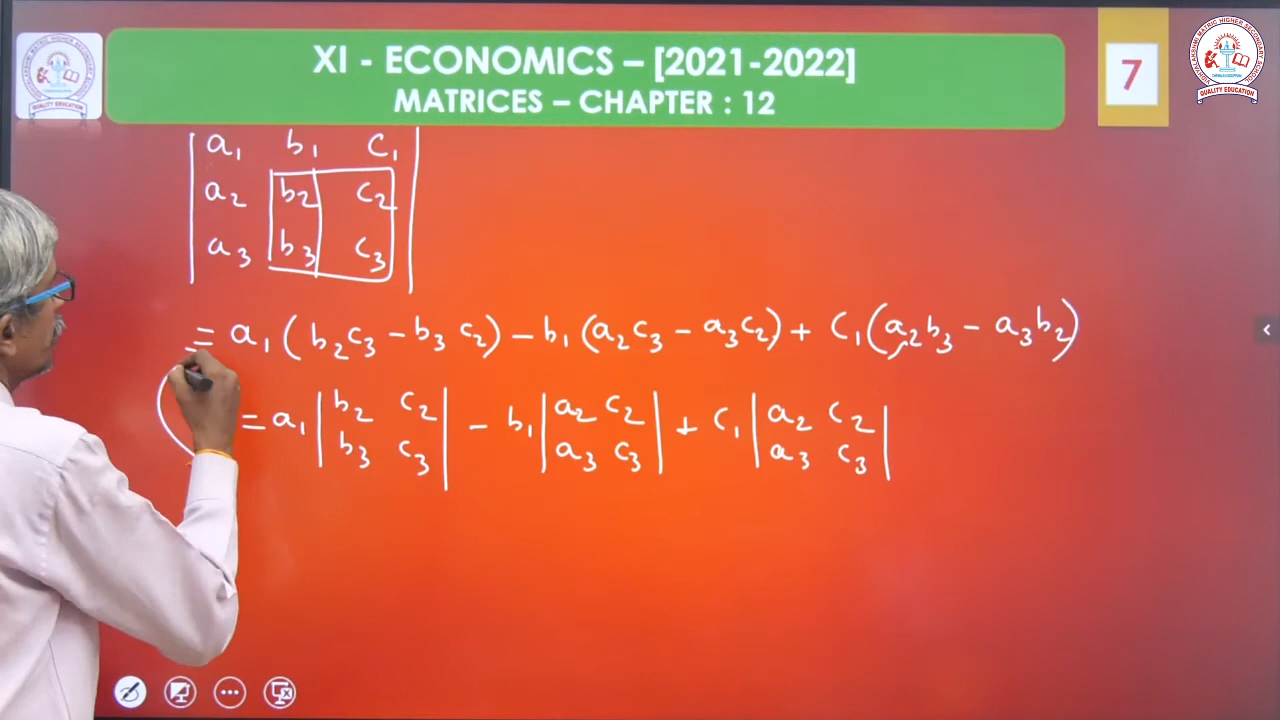 XI - ECONOMICS – [2021-2022]
MATRICES – CHAPTER : 12
7
QUALITY EDUCATION
QUALITY EDUCATION
| a₁ b₁ c₁ |
| a₂ b₂ c₂ |
| a₃ b₃ c₃ |
= a₁ (b₂c₃ – b₃ c₂) – b₁ (a₂c₃ – a₃c₂) + c₁ (a₂b₃ – a₃b₂)
= a₁ | b₂ c₂ | – b₁ | a₂ c₂ | + c₁ | a₂ c₂ |
| b₃ c₃ | | a₃ c₃ | | a₃ c₃ |